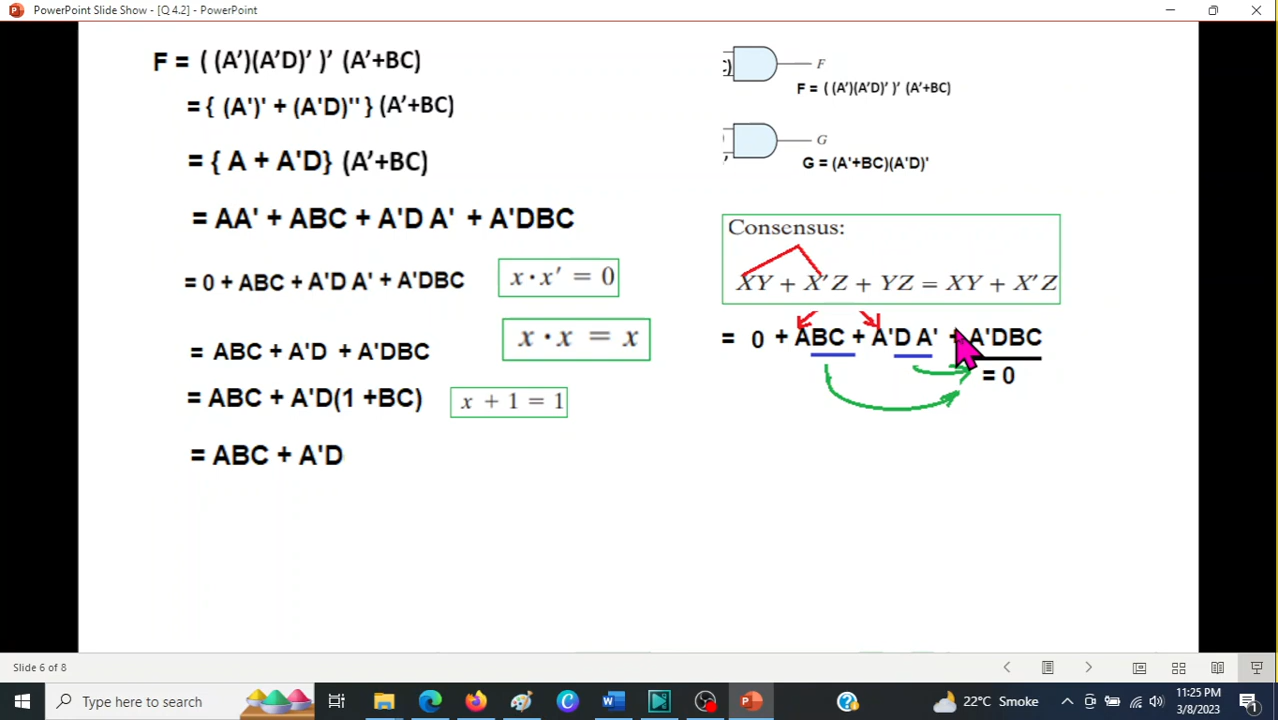 PowerPoint Slide Show - [Q 4.2] - PowerPoint
F = ( (A')(A'D)' )' (A'+BC)
= { (A')' + (A'D)'' } (A'+BC)
= { A + A'D} (A'+BC)
= AA' + ABC + A'D A' + A'DBC
= 0 + ABC + A'D A' + A'DBC
x · x' = 0
= ABC + A'D + A'DBC
x · x = x
= ABC + A'D(1 +BC)
x + 1 = 1
= ABC + A'D
F
F = ( (A')(A'D)' )' (A'+BC)
G
G = (A'+BC)(A'D)'
Consensus:
XY + X'Z + YZ = XY + X'Z
= 0 + ABC + A'D A' + A'DBC
= 0
Slide 6 of 8
Type here to search
22°C Smoke
11:25 PM
3/8/2023
1